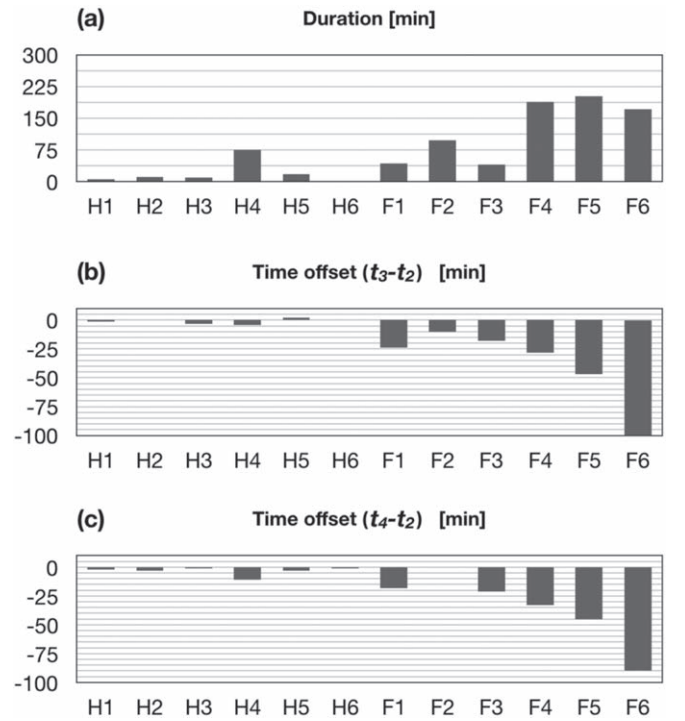 (a) Duration [min]
300
225
150
75
0
H1 H2 H3 H4 H5 H6 F1 F2 F3 F4 F5 F6
(b) Time offset (t3-t2) [min]
0
-25
-50
-75
-100
H1 H2 H3 H4 H5 H6 F1 F2 F3 F4 F5 F6
(c) Time offset (t4-t2) [min]
0
-25
-50
-75
-100
H1 H2 H3 H4 H5 H6 F1 F2 F3 F4 F5 F6